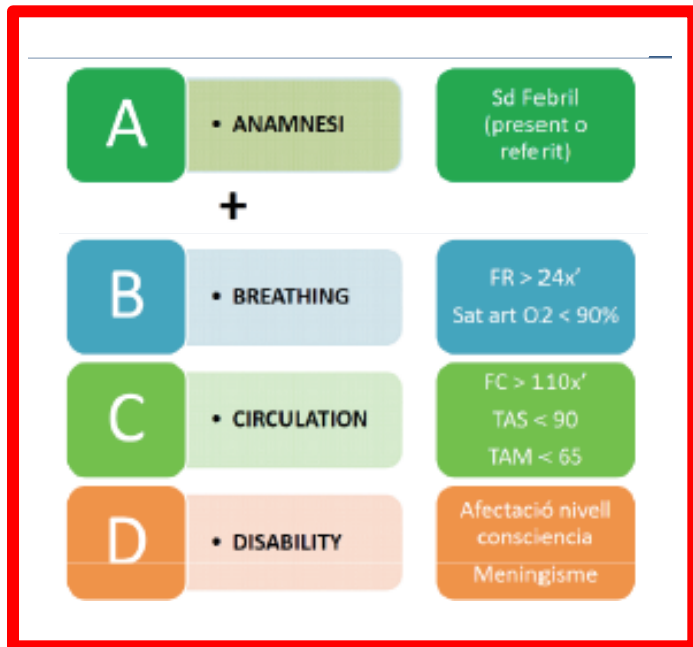 A
• ANAMNESI
Sd Febril
(present o
referit)
+
B
• BREATHING
FR > 24x'
Sat art O2 < 90%
C
• CIRCULATION
FC > 110x'
TAS < 90
TAM < 65
D
• DISABILITY
Afectació nivell
consciencia
Meningisme